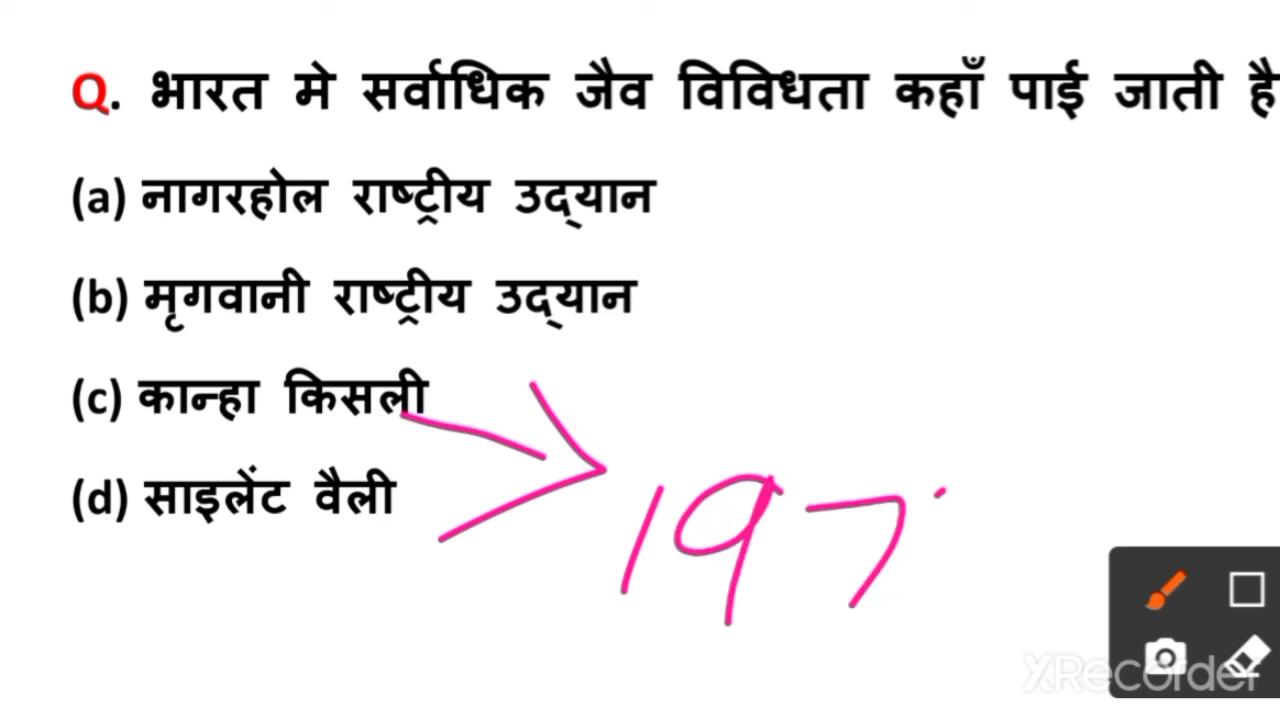 Q. भारत मे सर्वाधिक जैव विविधता कहाँ पाई जाती है
(a) नागरहोल राष्ट्रीय उद्यान
(b) मृगवानी राष्ट्रीय उद्यान
(c) कान्हा किसली
(d) साइलेंट वैली
197
XRecorder